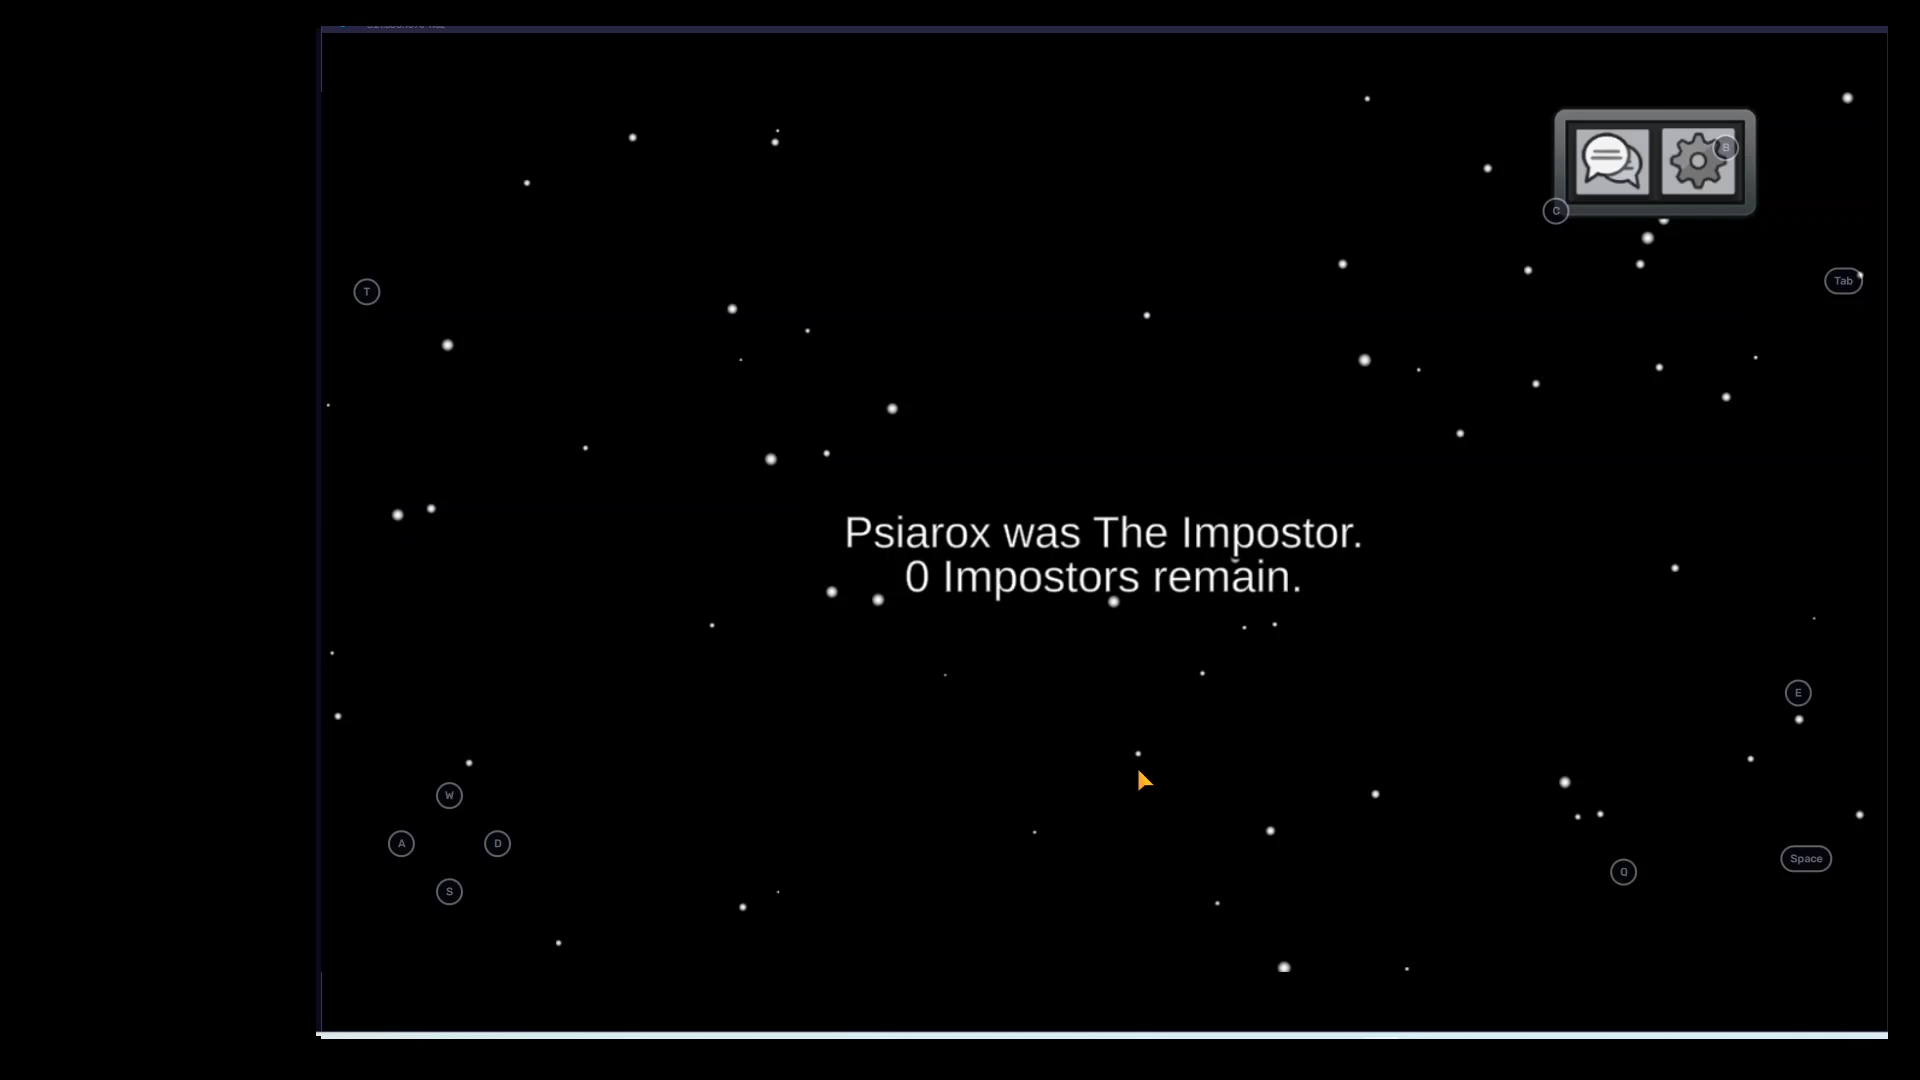 C
B
T
Tab
Psiarox was The Impostor.
0 Impostors remain.
E
W
A
D
S
Q
Space